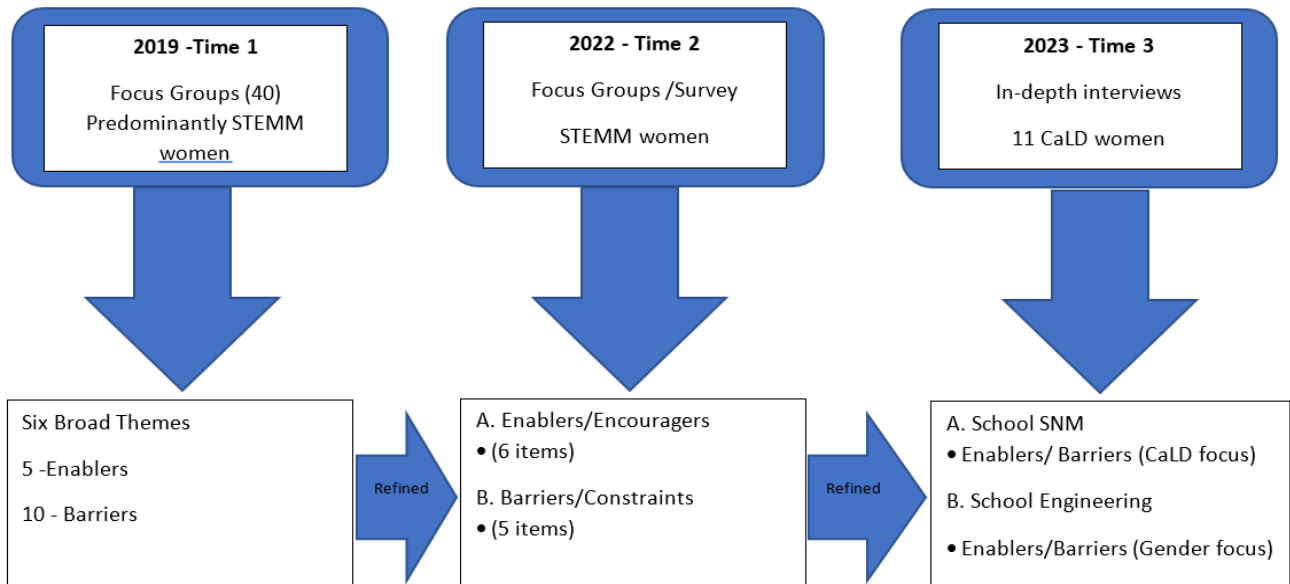 2019 -Time 1
Focus Groups (40)
Predominantly STEMM
women
2022 - Time 2
Focus Groups /Survey
STEMM women
2023 - Time 3
In-depth interviews
11 CaLD women
Six Broad Themes
5 -Enablers
10 - Barriers
Refined
A. Enablers/Encouragers
• (6 items)
B. Barriers/Constraints
• (5 items)
Refined
A. School SNM
• Enablers/ Barriers (CaLD focus)
B. School Engineering
• Enablers/Barriers (Gender focus)